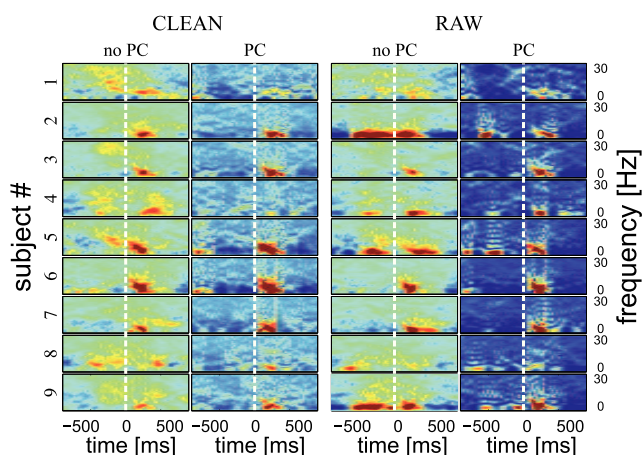 CLEAN RAW
no PC PC no PC PC
subject #
1 30 0
2 30 0
3 30 0
4 30 0
5 30 0
6 30 0
7 30 0
8 30 0
9 30 0
frequency [Hz]
−500 0 500 −500 0 500 −500 0 500 −500 0 500
time [ms] time [ms] time [ms] time [ms]